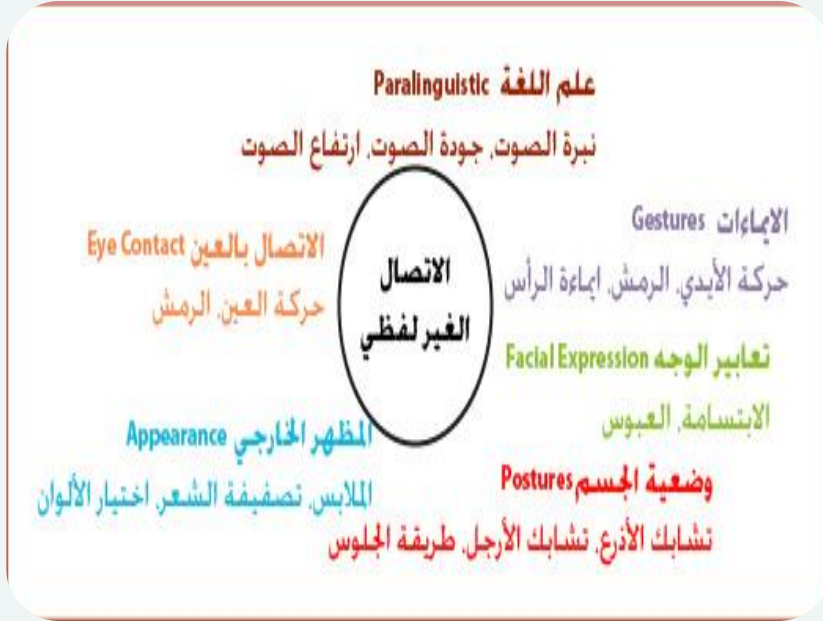 علم اللغة Paralinguistic
نبرة الصوت, جودة الصوت, ارتفاع الصوت
الايماءات Gestures
حركة الأيدي, الرمش, ايماءة الرأس
الاتصال بالعين Eye Contact
حركة العين, الرمش
الاتصال
الغير لفظي
تعابير الوجه Facial Expression
الابتسامة, العبوس
المظهر الخارجي Appearance
الملابس, تصفيفة الشعر, اختيار الألوان
وضعية الجسم Postures
تشابك الأذرع, تشابك الأرجل, طريقة الجلوس